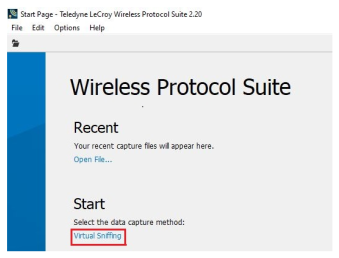 Start Page - Teledyne LeCroy Wireless Protocol Suite 2.20
File Edit Options Help
Wireless Protocol Suite
Recent
Your recent capture files will appear here.
Open File...
Start
Select the data capture method:
Virtual Sniffing